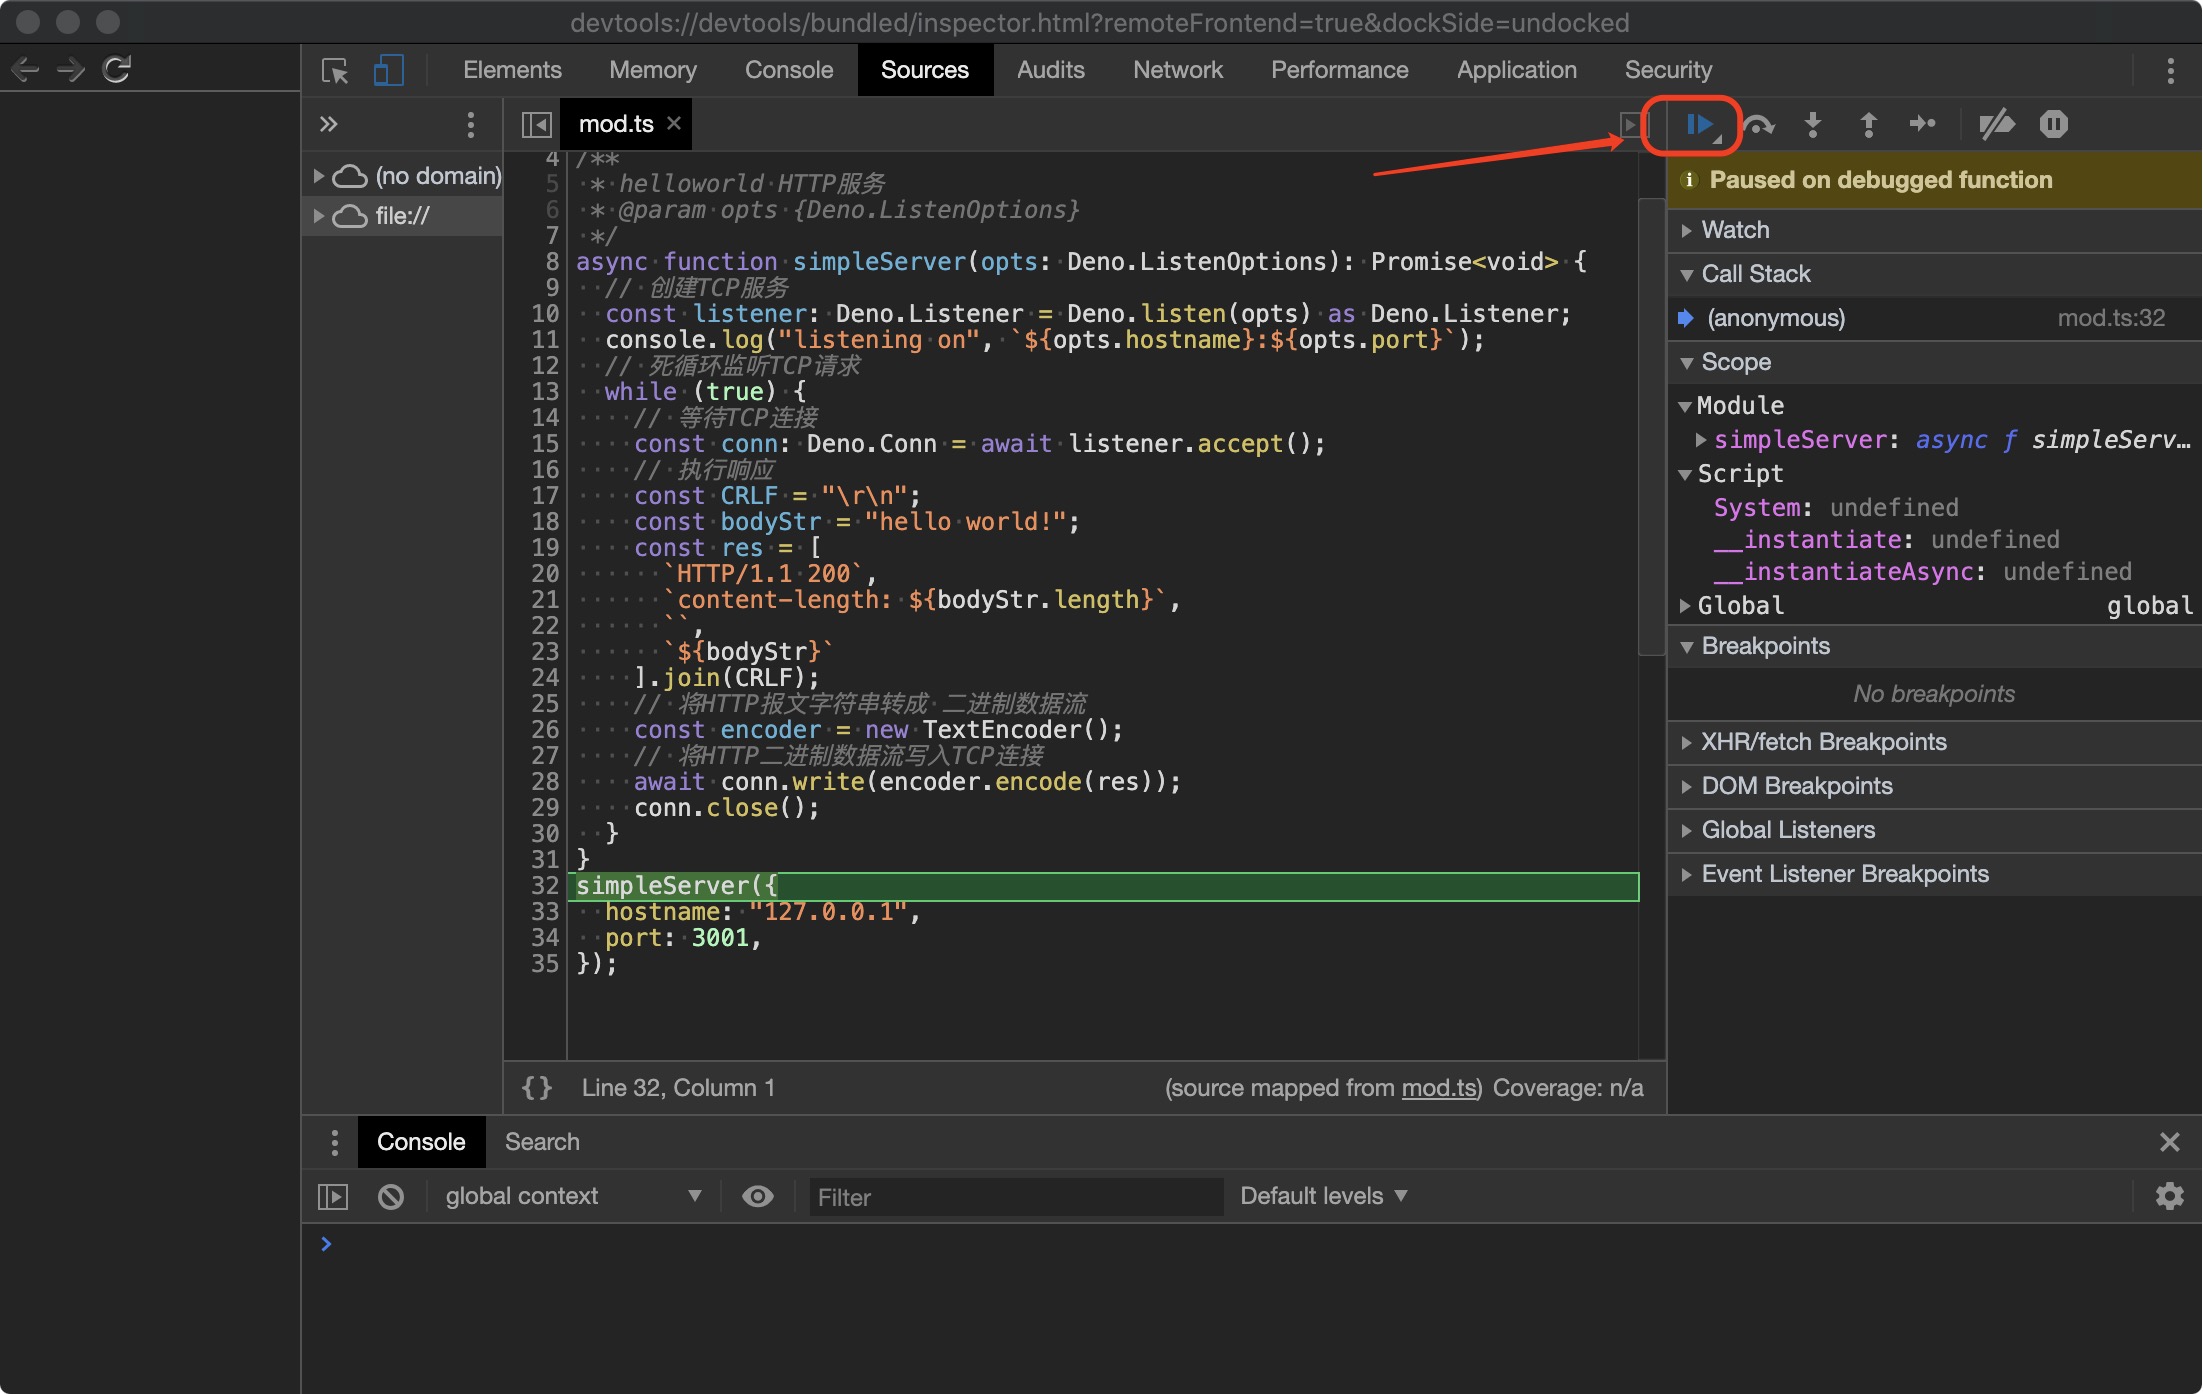 devtools://devtools/bundled/inspector.html?remoteFrontend=true&dockSide=undocked
Elements Memory Console Sources Audits Network Performance Application Security
mod.ts
(no domain)
file://
4 /**
5 * helloworld HTTP服务
6 * @param opts {Deno.ListenOptions}
7 */
8 async function simpleServer(opts: Deno.ListenOptions): Promise<void> {
9 // 创建TCP服务
10 const listener: Deno.Listener = Deno.listen(opts) as Deno.Listener;
11 console.log("listening on", `${opts.hostname}:${opts.port}`);
12 // 死循环监听TCP请求
13 while (true) {
14 // 等待TCP连接
15 const conn: Deno.Conn = await listener.accept();
16 // 执行响应
17 const CRLF = "\r\n";
18 const bodyStr = "hello world!";
19 const res = [
20 `HTTP/1.1 200`,
21 `content-length: ${bodyStr.length}`,
22 ``,
23 `${bodyStr}`
24 ].join(CRLF);
25 // 将HTTP报文字符串转成 二进制数据流
26 const encoder = new TextEncoder();
27 // 将HTTP二进制数据流写入TCP连接
28 await conn.write(encoder.encode(res));
29 conn.close();
30 }
31 }
32 simpleServer({
33 hostname: "127.0.0.1",
34 port: 3001,
35 });
{} Line 32, Column 1 (source mapped from mod.ts) Coverage: n/a
Paused on debugged function
Watch
Call Stack
(anonymous) mod.ts:32
Scope
Module
simpleServer: async ƒ simpleServ…
Script
System: undefined
__instantiate: undefined
__instantiateAsync: undefined
Global global
Breakpoints
No breakpoints
XHR/fetch Breakpoints
DOM Breakpoints
Global Listeners
Event Listener Breakpoints
Console Search
global context Filter Default levels